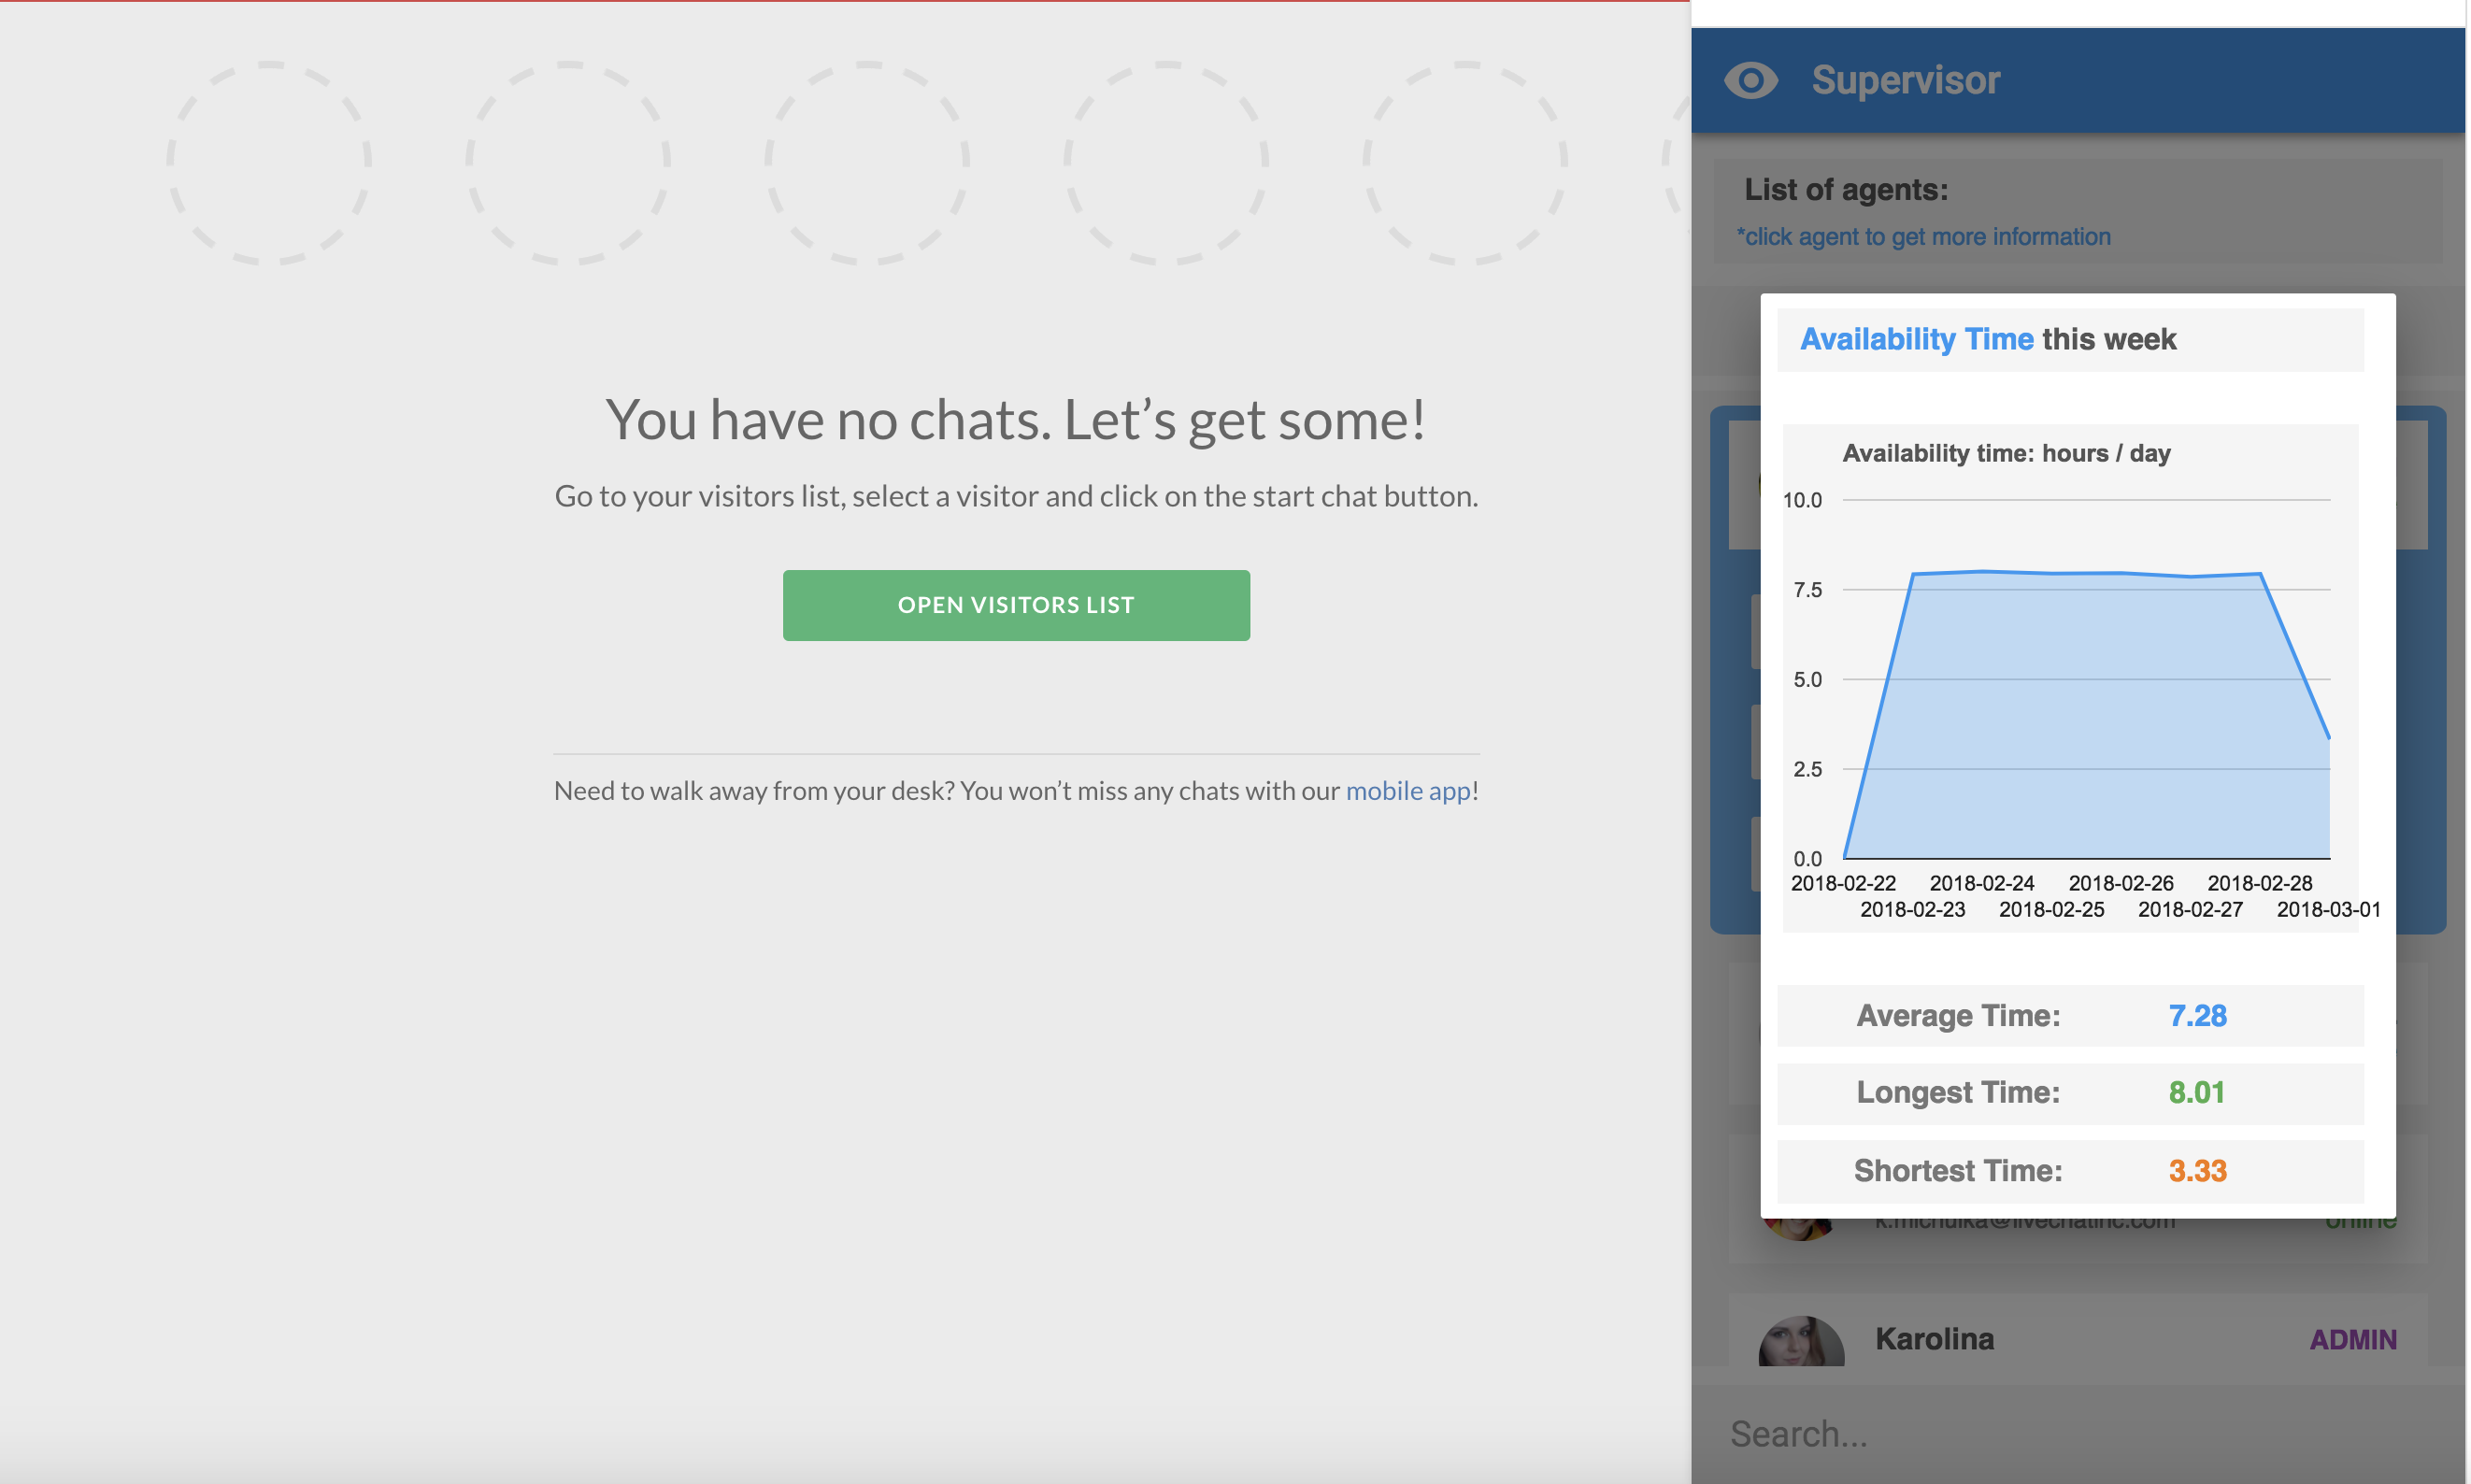 You have no chats. Let’s get some!
Go to your visitors list, select a visitor and click on the start chat button.
OPEN VISITORS LIST
Need to walk away from your desk? You won’t miss any chats with our mobile app!
Supervisor
List of agents:
*click agent to get more information
Availability Time this week
Availability time: hours / day
10.0
7.5
5.0
2.5
0.0
2018-02-22 2018-02-24 2018-02-26 2018-02-28
2018-02-23 2018-02-25 2018-02-27 2018-03-01
Average Time: 7.28
Longest Time: 8.01
Shortest Time: 3.33
k.michulka@livechatinc.com online
Karolina ADMIN
Search...